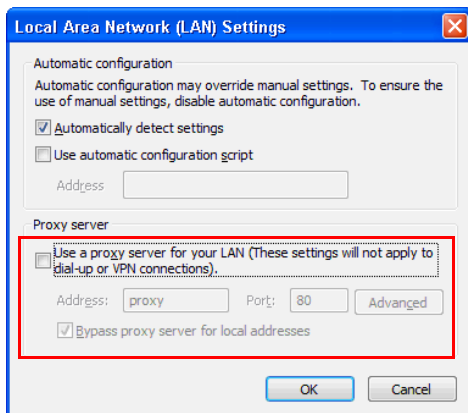 Local Area Network (LAN) Settings
Automatic configuration
Automatic configuration may override manual settings. To ensure the
use of manual settings, disable automatic configuration.
Automatically detect settings
Use automatic configuration script
Address
Proxy server
Use a proxy server for your LAN (These settings will not apply to
dial-up or VPN connections).
Address: proxy Port: 80 Advanced
Bypass proxy server for local addresses
OK Cancel